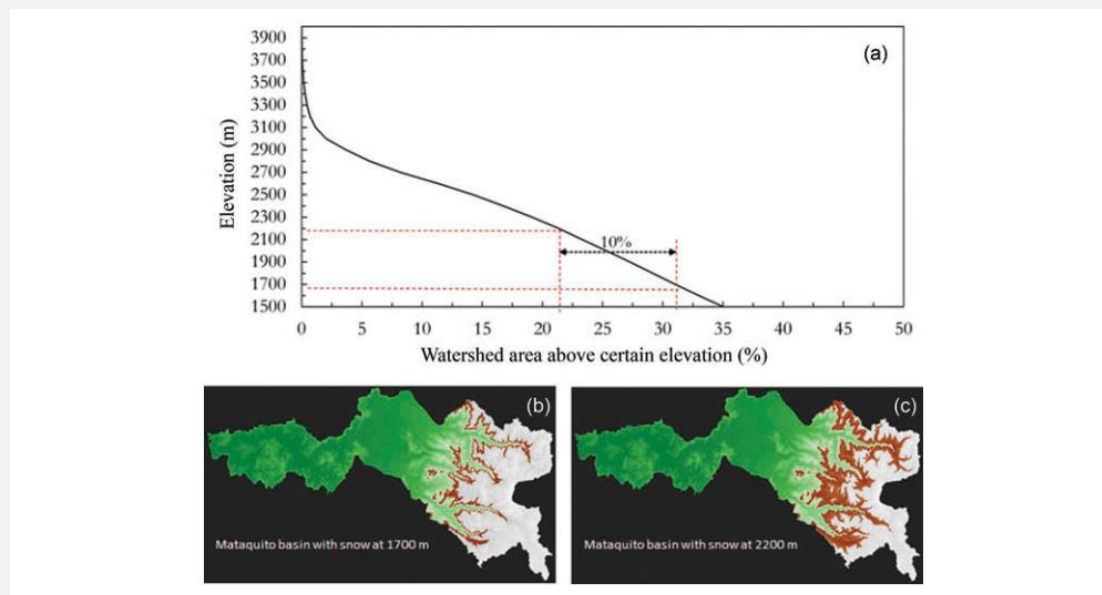 (a)
3900
3700
3500
3300
3100
2900
2700
2500
2300
2100
1900
1700
1500
Elevation (m)
10%
0 5 10 15 20 25 30 35 40 45 50
Watershed area above certain elevation (%)
(b)
Mataquito basin with snow at 1700 m
(c)
Mataquito basin with snow at 2200 m